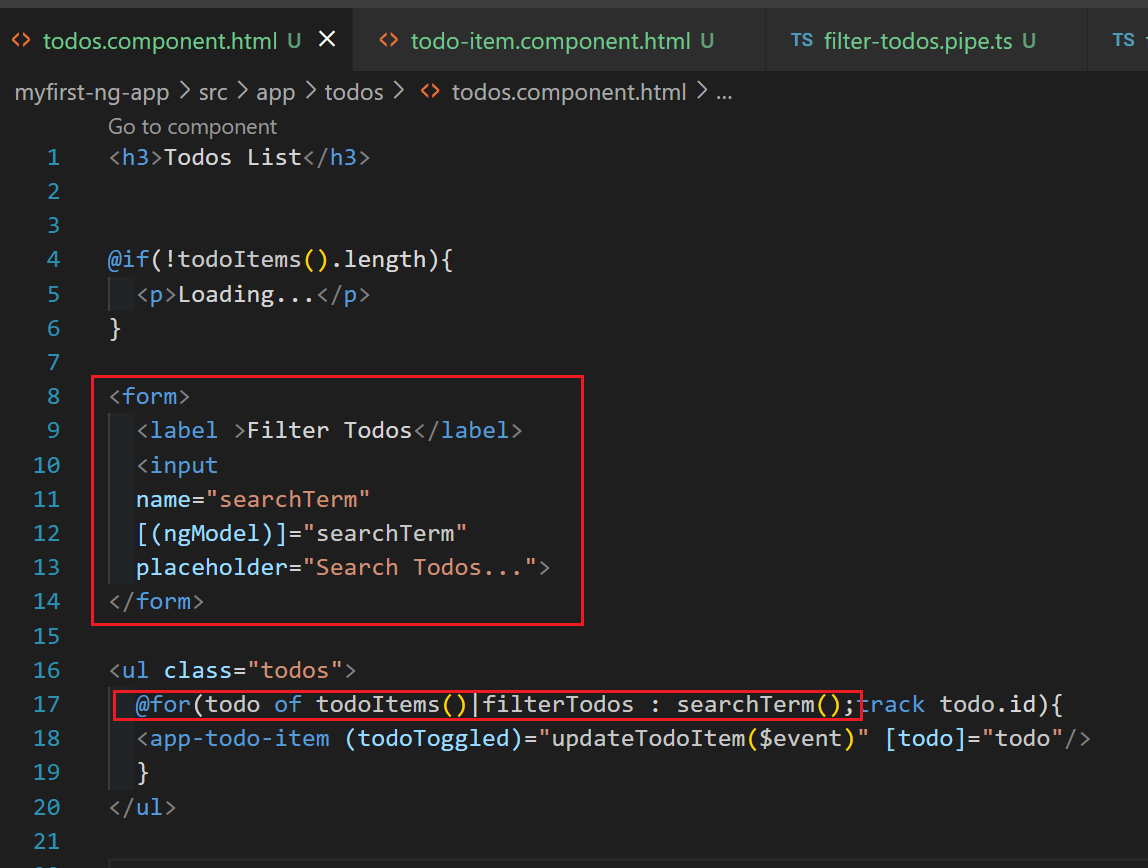 <> todos.component.html U × <> todo-item.component.html U TS filter-todos.pipe.ts U TS
myfirst-ng-app > src > app > todos > <> todos.component.html > ...
Go to component
1 <h3>Todos List</h3>
2
3
4 @if(!todoItems().length){
5 <p>Loading...</p>
6 }
7
8 <form>
9 <label >Filter Todos</label>
10 <input
11 name="searchTerm"
12 [(ngModel)]="searchTerm"
13 placeholder="Search Todos...">
14 </form>
15
16 <ul class="todos">
17 @for(todo of todoItems()|filterTodos : searchTerm();track todo.id){
18 <app-todo-item (todoToggled)="updateTodoItem($event)" [todo]="todo"/>
19 }
20 </ul>
21